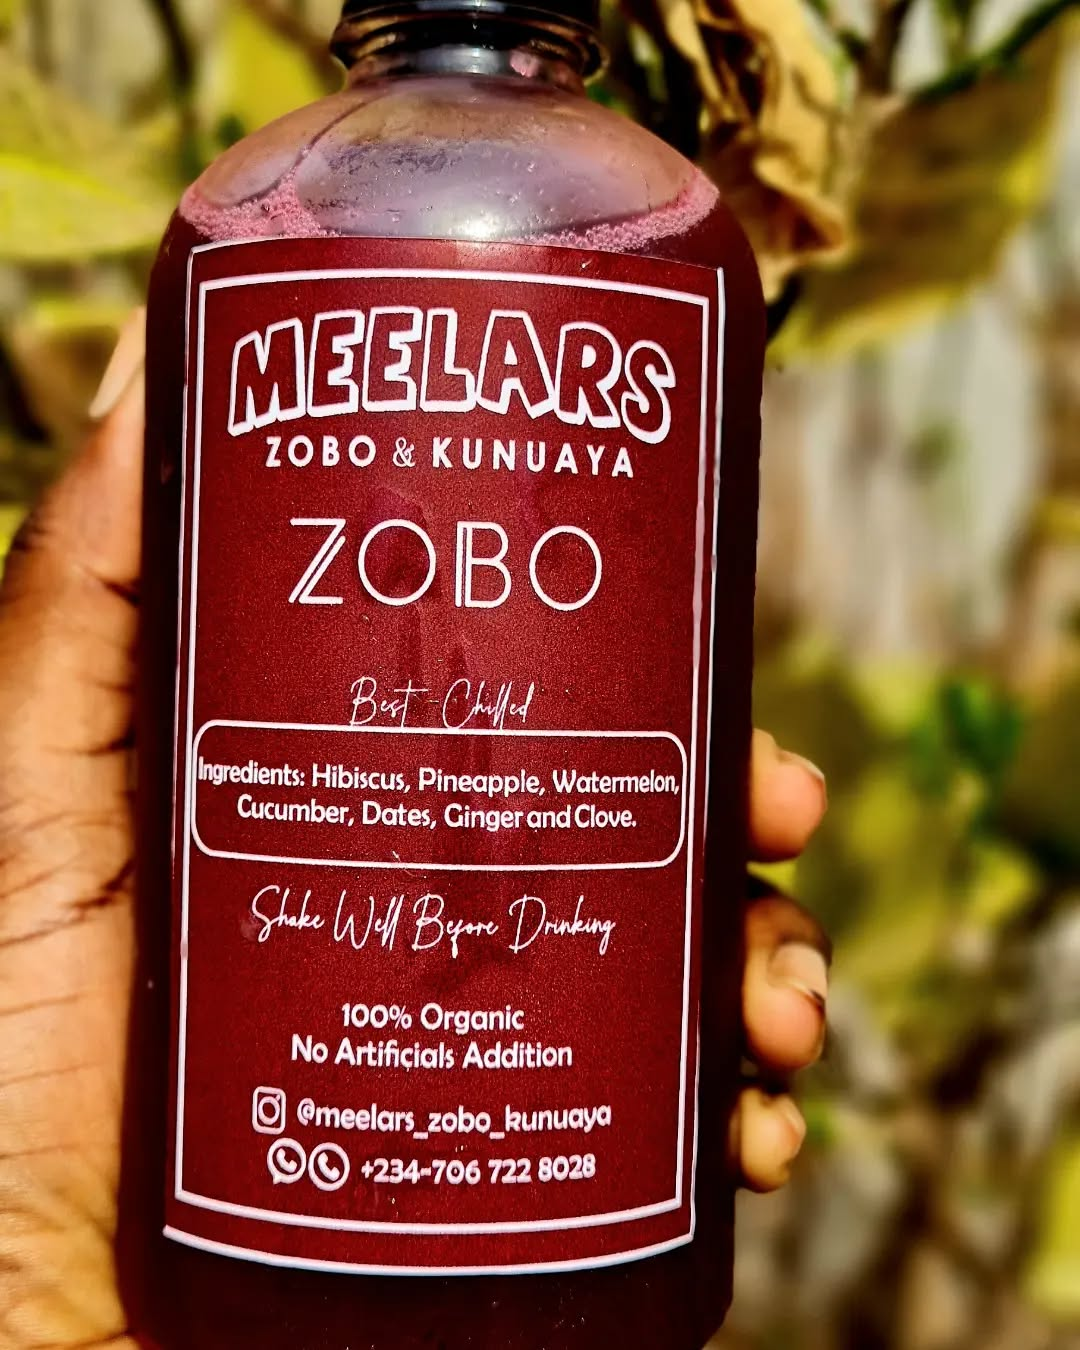 MEELARS
ZOBO & KUNUAYA
ZOBO
Best - Chilled
Ingredients: Hibiscus, Pineapple, Watermelon,
Cucumber, Dates, Ginger and Clove.
Shake Well Before Drinking
100% Organic
No Artificials Addition
@meelars_zobo_kunuaya
+234-706 722 8028